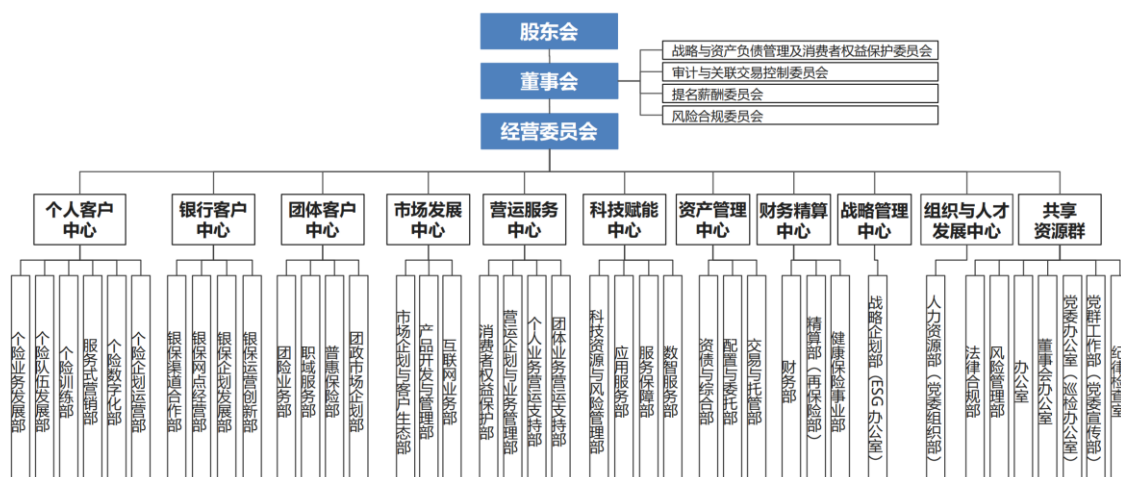 股东会
董事会
经营委员会
战略与资产负债管理及消费者权益保护委员会
审计与关联交易控制委员会
提名薪酬委员会
风险合规委员会
个人客户
中心
银行客户
中心
团体客户
中心
市场发展
中心
营运服务
中心
科技赋能
中心
资产管理
中心
财务精算
中心
战略管理
中心
组织与人才
发展中心
共享
资源群
个险业务发展部
个险队伍发展部
个险训练部
服务式营销部
个险数字化部
个险企划运营部
银保渠道合作部
银保网点经营部
银保企划发展部
银保运营创新部
团险业务部
职域服务部
普惠保险部
团政市场企划部
市场企划与客户生态部
产品开发与管理部
互联网业务部
消费者权益保护部
营运企划与业务管理部
个人业务营运支持部
团体业务营运支持部
科技资源与风险管理部
应用服务部
服务保障部
数智服务部
资债与综合部
配置与委托部
交易与托管部
财务部
精算部（再保险部）
健康保险事业部
战略企划部（ESG办公室）
人力资源部（党委组织部）
法律合规部
风险管理部
办公室
董事会办公室
党委办公室（巡检办公室）
党群工作部（党委宣传部）
纪律检查室